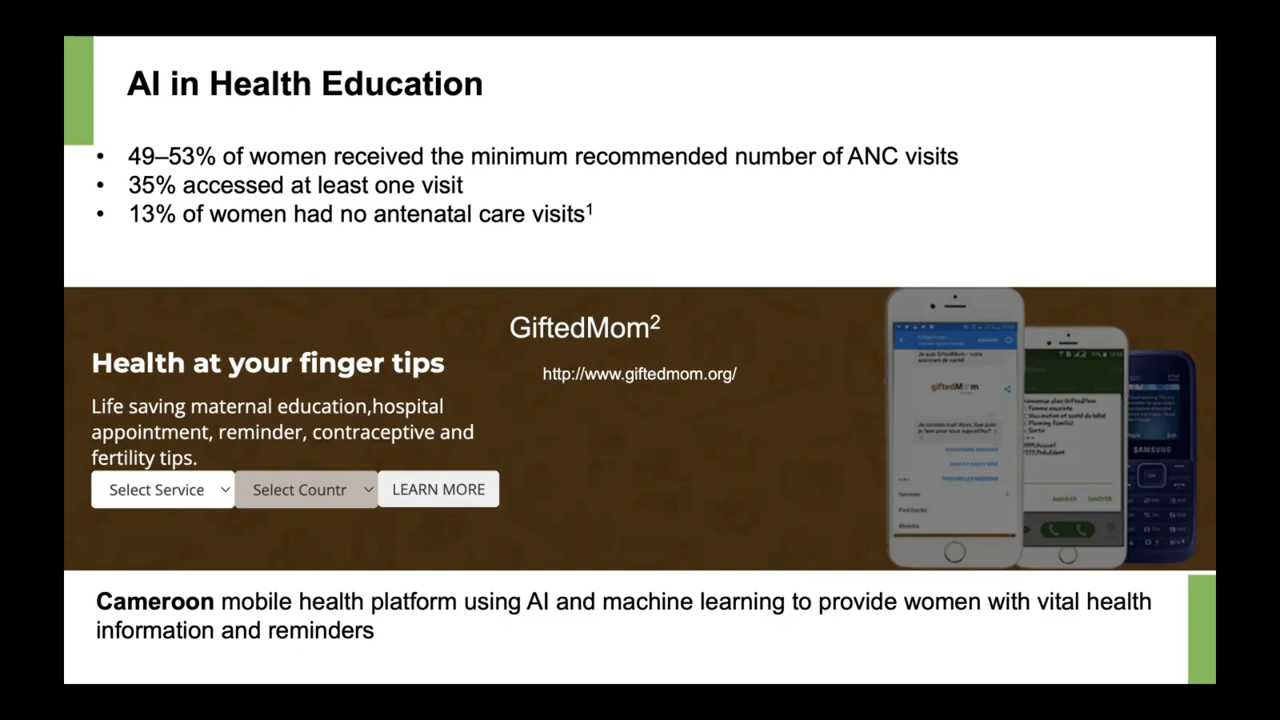 AI in Health Education
• 49–53% of women received the minimum recommended number of ANC visits
• 35% accessed at least one visit
• 13% of women had no antenatal care visits¹
GiftedMom²
http://www.giftedmom.org/
Health at your finger tips
Life saving maternal education,hospital
appointment, reminder, contraceptive and
fertility tips.
Select Service
Select Countr
LEARN MORE
giftedMom
Services
SAMSUNG
Cameroon mobile health platform using AI and machine learning to provide women with vital health
information and reminders